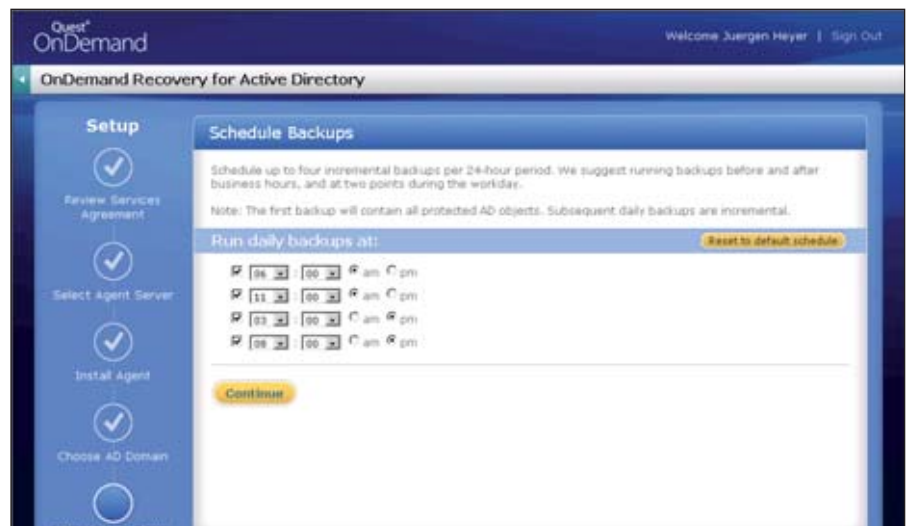 Quest
OnDemand
Welcome Juergen Heyer | Sign Out
OnDemand Recovery for Active Directory
Setup
Review Services
Agreement
Select Agent Server
Install Agent
Choose AD Domain
Schedule Backups
Schedule up to four incremental backups per 24-hour period. We suggest running backups before and after
business hours, and at two points during the workday.
Note: The first backup will contain all protected AD objects. Subsequent daily backups are incremental.
Run daily backups at:
Reset to default schedule
06 : 00 am pm
11 : 00 am pm
03 : 00 am pm
08 : 00 am pm
Continue